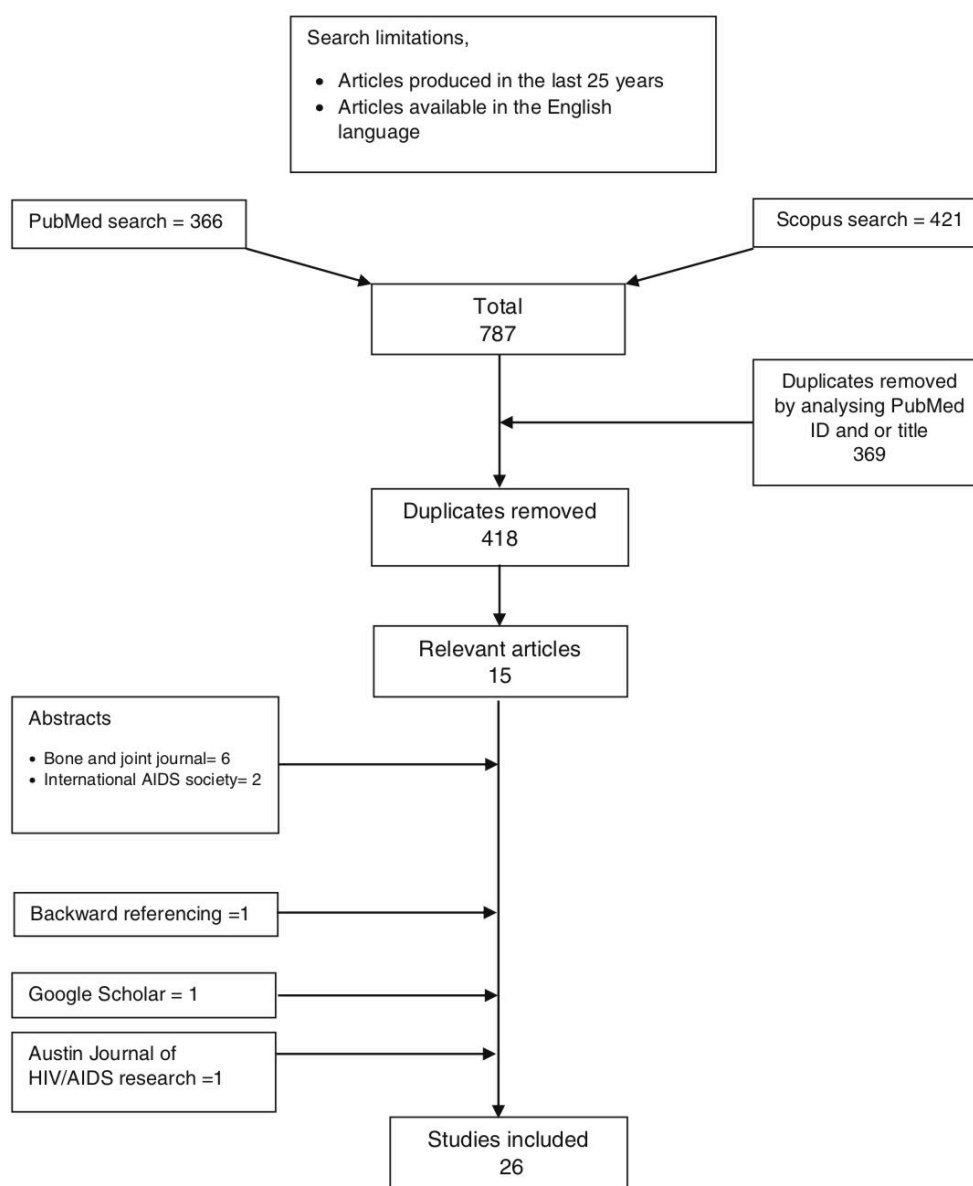 Search limitations,
• Articles produced in the last 25 years
• Articles available in the English
language
PubMed search = 366
Scopus search = 421
Total
787
Duplicates removed
by analysing PubMed
ID and or title
369
Duplicates removed
418
Relevant articles
15
Abstracts
• Bone and joint journal= 6
• International AIDS society= 2
Backward referencing =1
Google Scholar = 1
Austin Journal of
HIV/AIDS research =1
Studies included
26